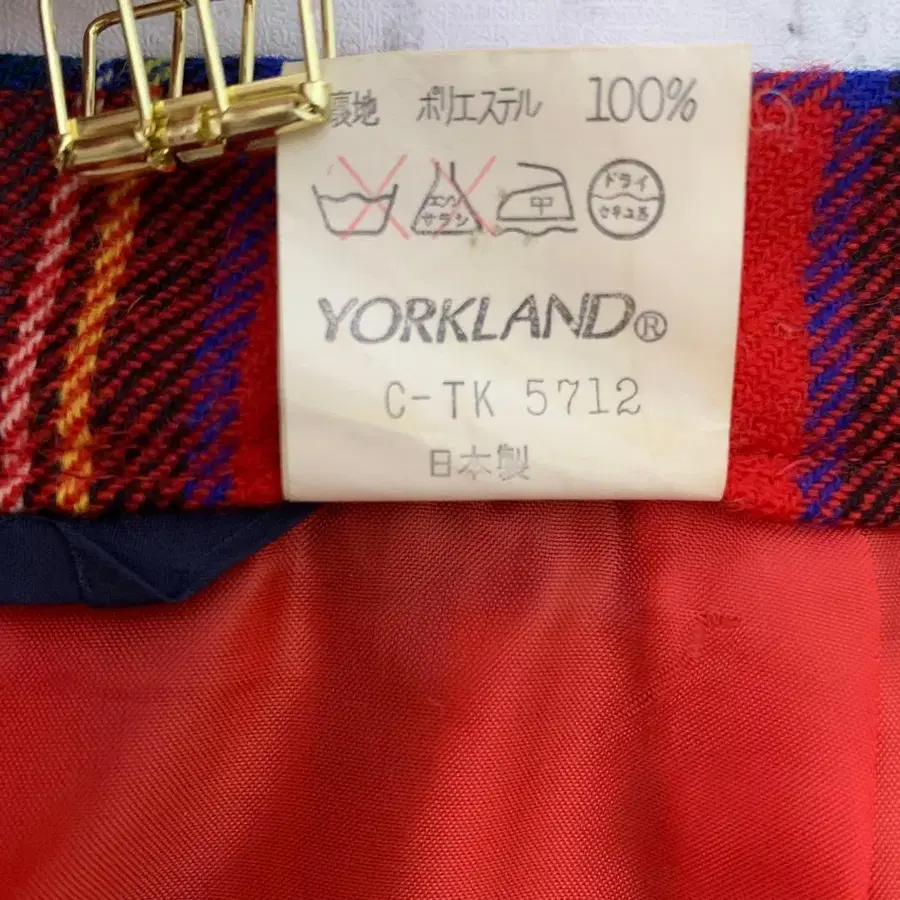 裏地 ポリエステル 100%
エンソサラシ 中 ドライ セキユ系
YORKLAND®
C-TK 5712
日本製